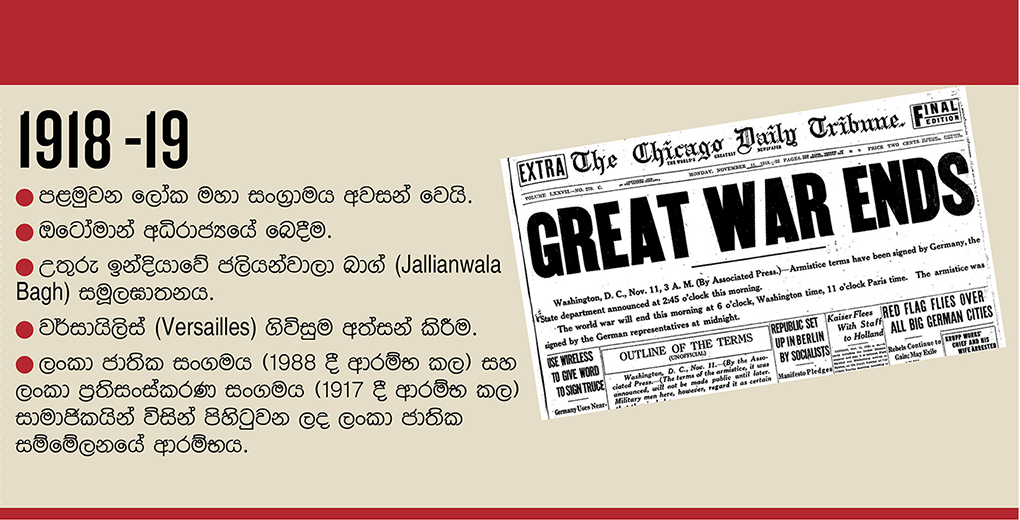 1918 -19
පළමුවන ලෝක මහා සංග්‍රාමය අවසන් වෙයි.
ඔටෝමාන් අධිරාජ්‍යයේ බෙදීම.
උතුරු ඉන්දියාවේ ජලියන්වාලා බාග් (Jallianwala
Bagh) සමූලඝාතනය.
වර්සායිලිස් (Versailles) ගිවිසුම අත්සන් කිරීම.
ලංකා ජාතික සංගමය (1988 දී ආරම්භ කල) සහ
ලංකා ප්‍රතිසංස්කරණ සංගමය (1917 දී ආරම්භ කල)
සාමාජිකයින් විසින් පිහිටුවන ලද ලංකා ජාතික
සම්මේලනයේ ආරම්භය.
EXTRA The Chicago Daily Tribune. FINAL EDITION
THE WORLD'S GREATEST NEWSPAPER
VOLUME LXXVII.—NO. 270. C. MONDAY, NOVEMBER 11, 1918. PAGES PRICE TWO CENTS
GREAT WAR ENDS
Washington, D. C., Nov. 11, 3 A. M. (By Associated Press.)—Armistice terms have been signed by Germany, the
State department announced at 2:45 o'clock this morning.
The world war will end this morning at 6 o'clock, Washington time, 11 o'clock Paris time. The armistice was
signed by the German representatives at midnight.
USE WIRELESS
TO GIVE WORD
TO SIGN TRUCE
Germany Uses Near-
OUTLINE OF THE TERMS
(UNOFFICIAL)
Washington, D. C., Nov. 11.—(By the Asso-
ciated Press.—(The terms of the armistice, it was
announced, will not be made public until later.
Military men here, however, regard it as certain
REPUBLIC SET
UP IN BERLIN
BY SOCIALISTS
Manifesto Pledges
Kaiser Flees
With Staff
to Holland
RED FLAG FLIES OVER
ALL BIG GERMAN CITIES
Rebels Continue to
Gain; May Exile
KRUPP WORKS'
CHIEF AND HIS
WIFE ARRESTED